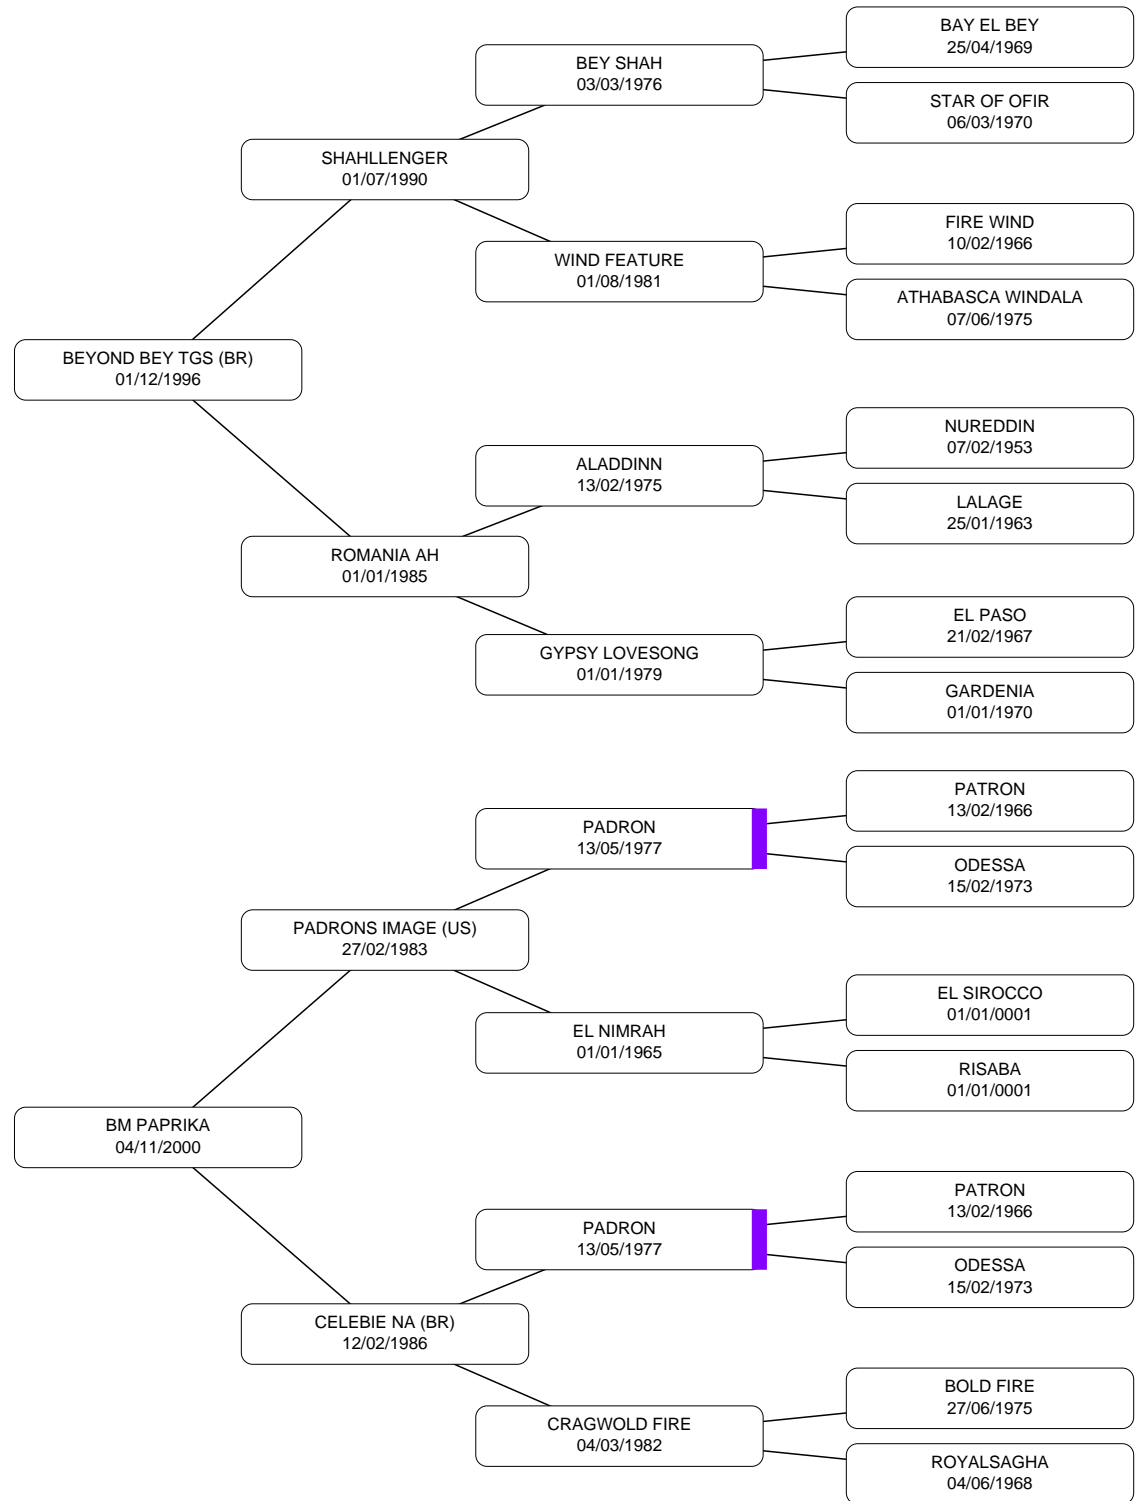 BAY EL BEY
25/04/1969
BEY SHAH
03/03/1976
STAR OF OFIR
06/03/1970
SHAHLLENGER
01/07/1990
FIRE WIND
10/02/1966
WIND FEATURE
01/08/1981
ATHABASCA WINDALA
07/06/1975
BEYOND BEY TGS (BR)
01/12/1996
NUREDDIN
07/02/1953
ALADDINN
13/02/1975
LALAGE
25/01/1963
ROMANIA AH
01/01/1985
EL PASO
21/02/1967
GYPSY LOVESONG
01/01/1979
GARDENIA
01/01/1970
PATRON
13/02/1966
PADRON
13/05/1977
ODESSA
15/02/1973
PADRONS IMAGE (US)
27/02/1983
EL SIROCCO
01/01/0001
EL NIMRAH
01/01/1965
RISABA
01/01/0001
BM PAPRIKA
04/11/2000
PATRON
13/02/1966
PADRON
13/05/1977
ODESSA
15/02/1973
CELEBIE NA (BR)
12/02/1986
BOLD FIRE
27/06/1975
CRAGWOLD FIRE
04/03/1982
ROYALSAGHA
04/06/1968